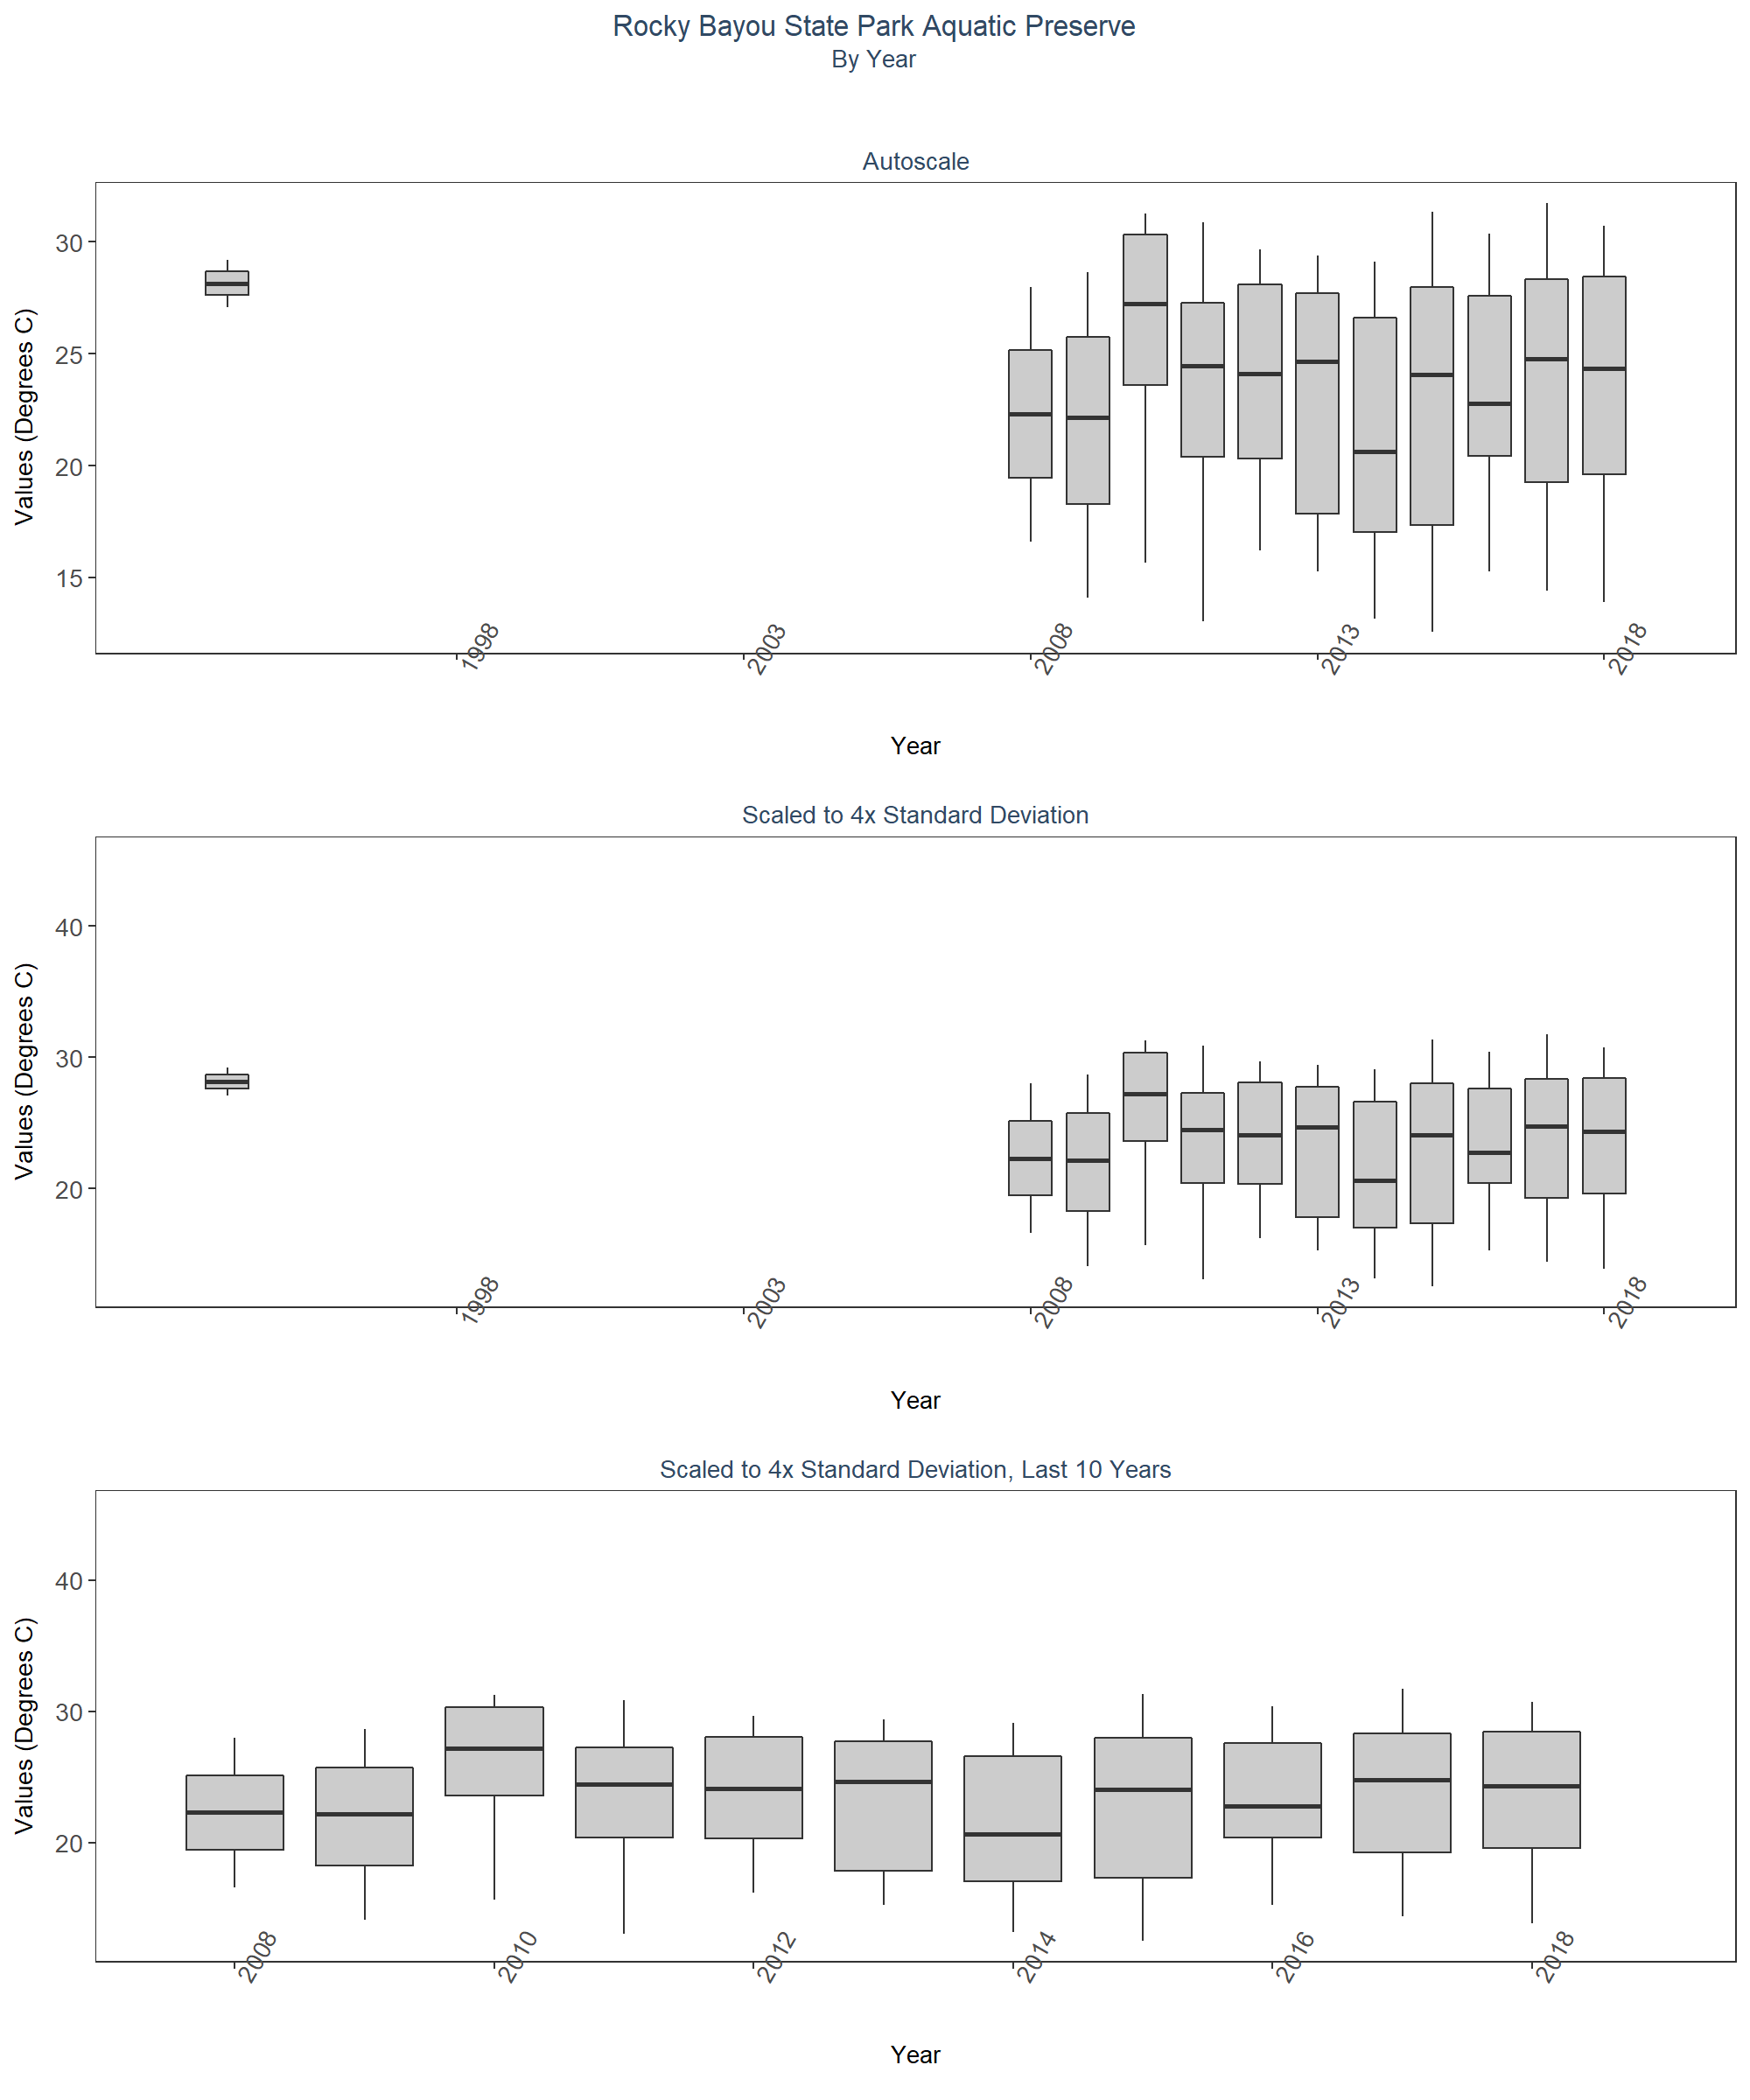 Rocky Bayou State Park Aquatic Preserve
By Year
Autoscale
Values (Degrees C)
30
25
20
15
1998 2003 2008 2013 2018
Year
Scaled to 4x Standard Deviation
Values (Degrees C)
40
30
20
1998 2003 2008 2013 2018
Year
Scaled to 4x Standard Deviation, Last 10 Years
Values (Degrees C)
40
30
20
2008 2010 2012 2014 2016 2018
Year